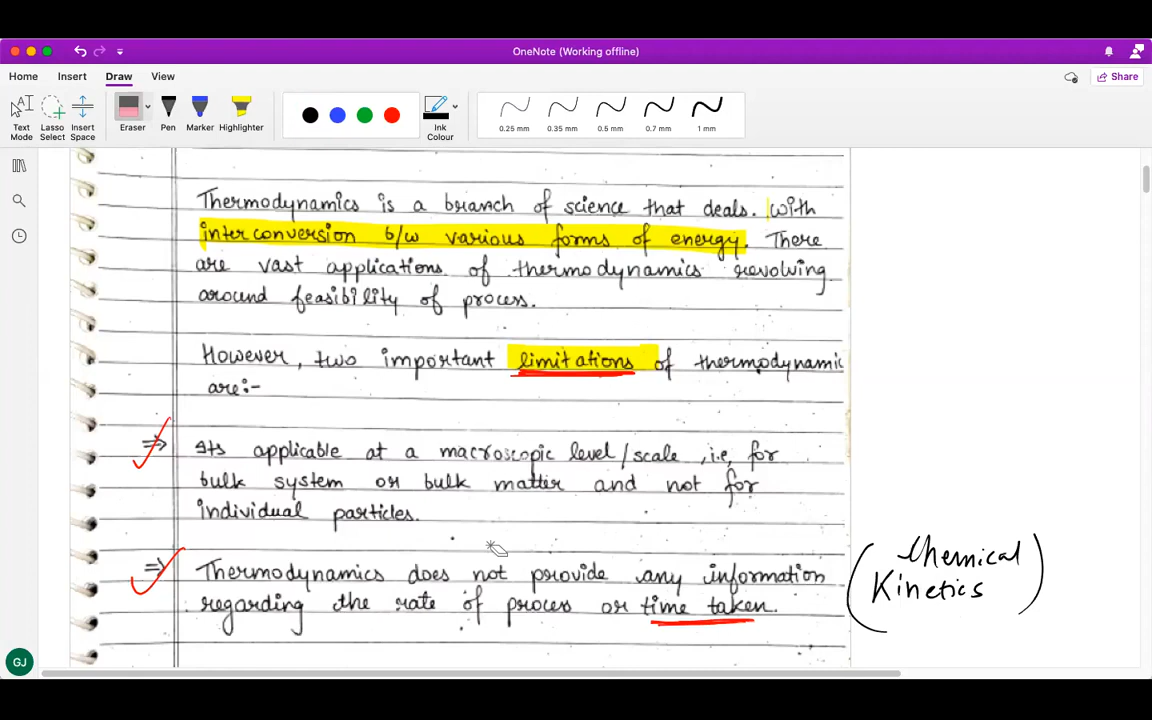 OneNote (Working offline)
Home Insert Draw View
Share
Text Mode
Lasso Select
Insert Space
Eraser
Pen
Marker
Highlighter
Ink Colour
0.25 mm 0.35 mm 0.5 mm 0.7 mm 1 mm
Thermodynamics is a branch of science that deals. with
interconversion b/w various forms of energy. There
are vast applications of thermodynamics revolving
around feasibility of process.
However, two important limitations of thermodynamic
are:-
⇒ Its applicable at a macroscopic level/scale, i.e, for
bulk system or bulk matter and not for
individual particles.
⇒ Thermodynamics does not provide any information
regarding the rate of process or time taken.
(Chemical
Kinetics)
GJ